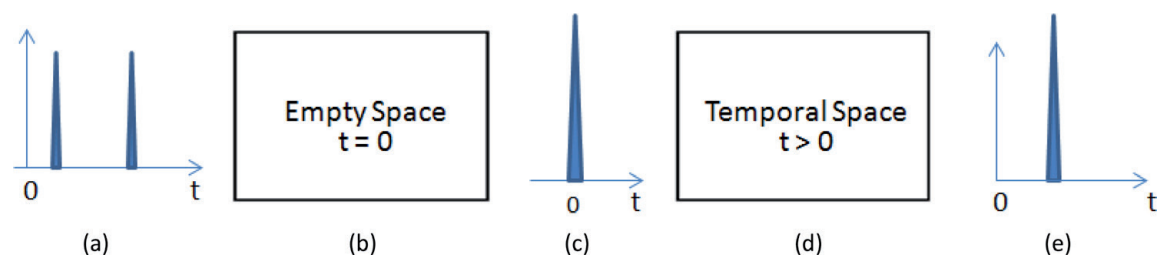 0 t
Empty Space
t = 0
0 t
Temporal Space
t > 0
0 t
(a) (b) (c) (d) (e)